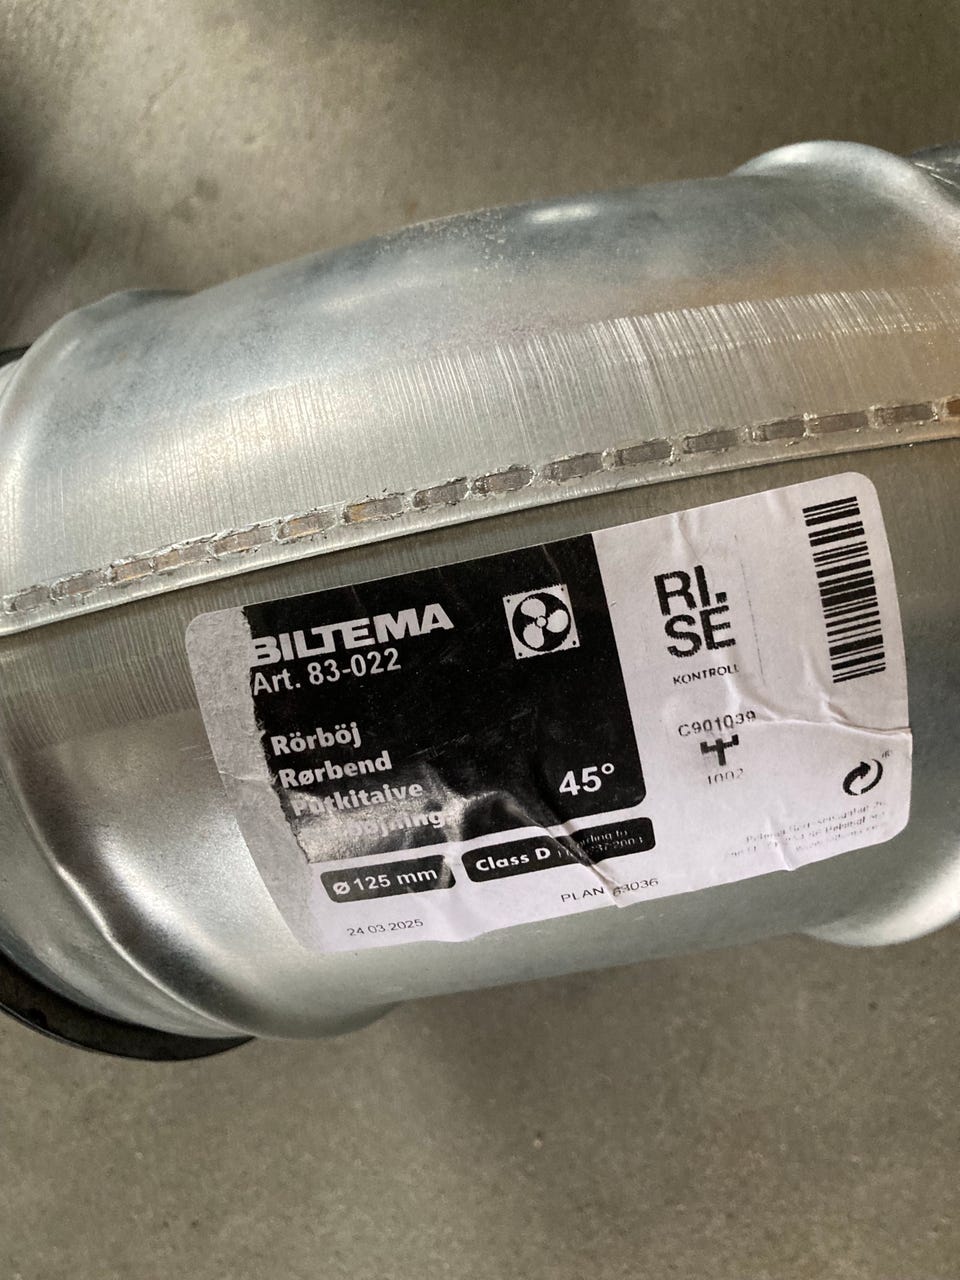 BILTEMA
Art. 83-022
Rörböj
Rørbend
Putkitaive
45°
Ø 125 mm
Class D
24.03.2025
PLAN 63036
RI.
SE
KONTROLL
C901039
1002